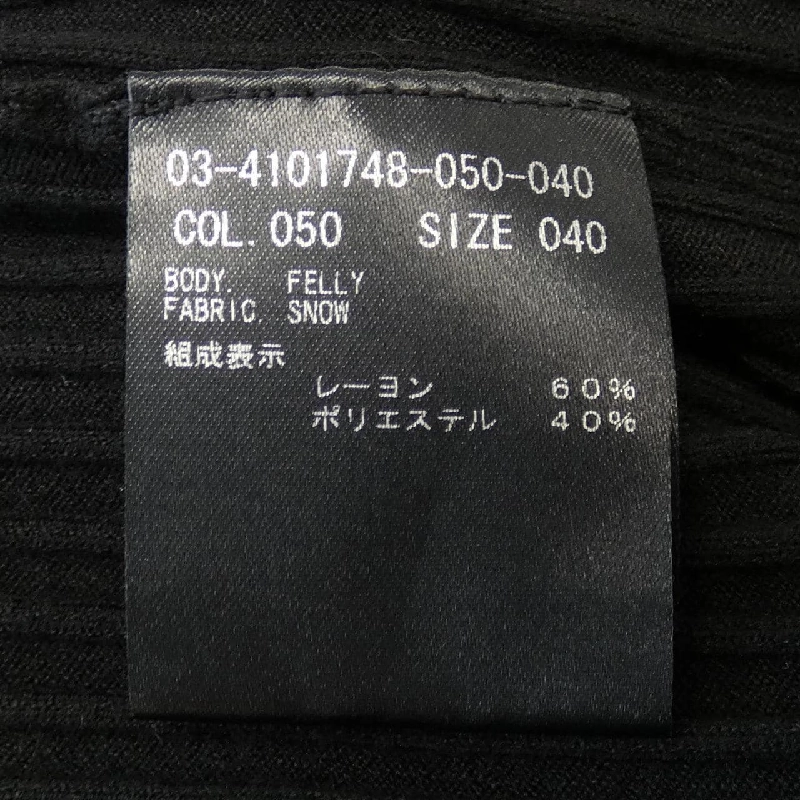 03-4101748-050-040
COL. 050 SIZE 040
BODY. FELLY
FABRIC. SNOW
組成表示
レーヨン 60%
ポリエステル 40%